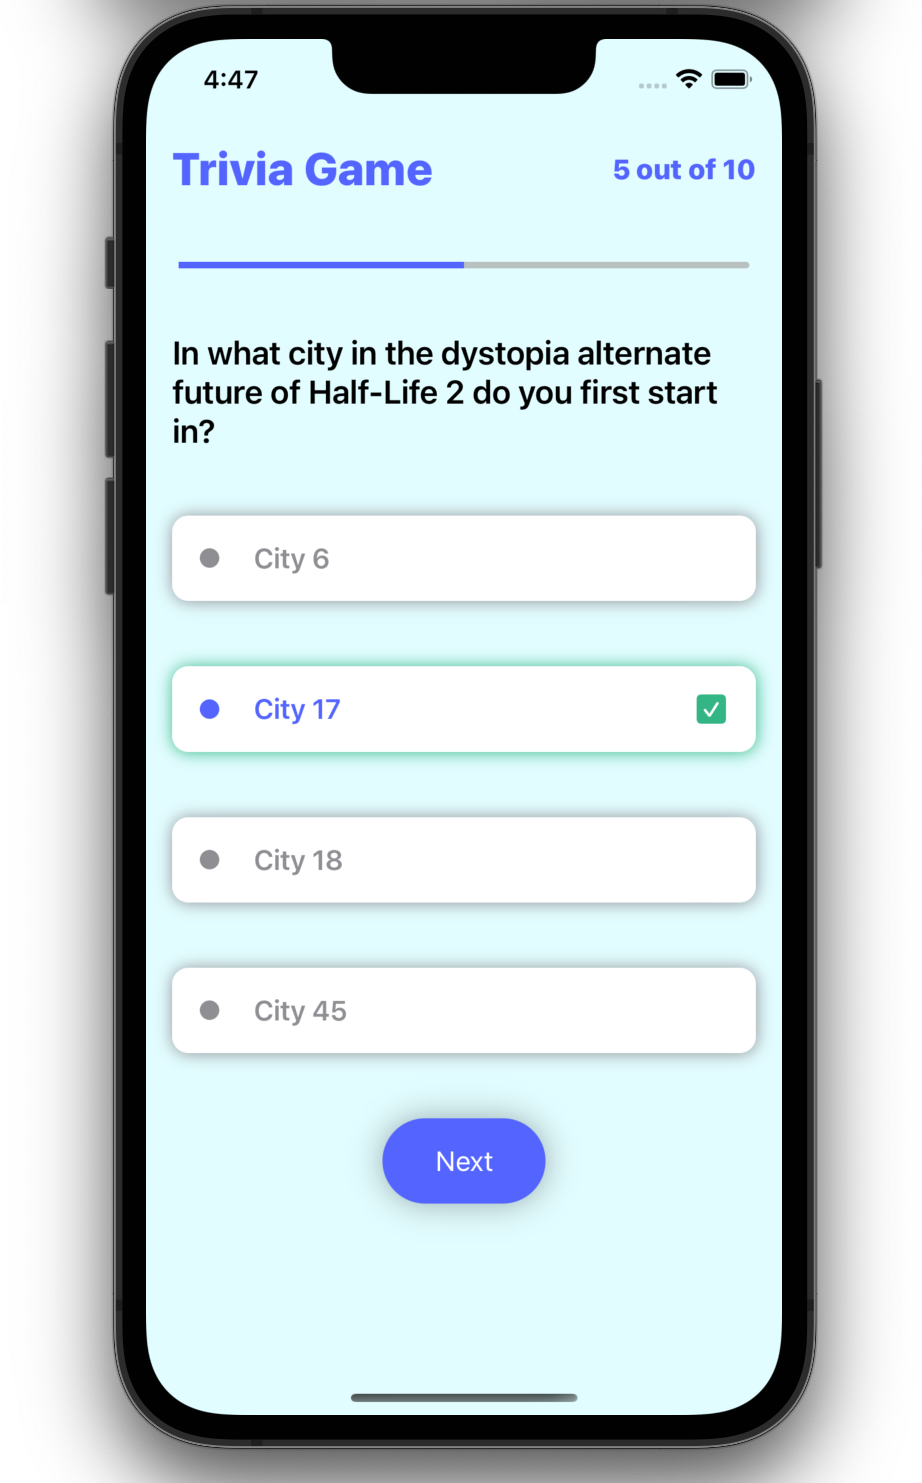 4:47
Trivia Game
5 out of 10
In what city in the dystopia alternate
future of Half-Life 2 do you first start
in?
City 6
City 17
City 18
City 45
Next